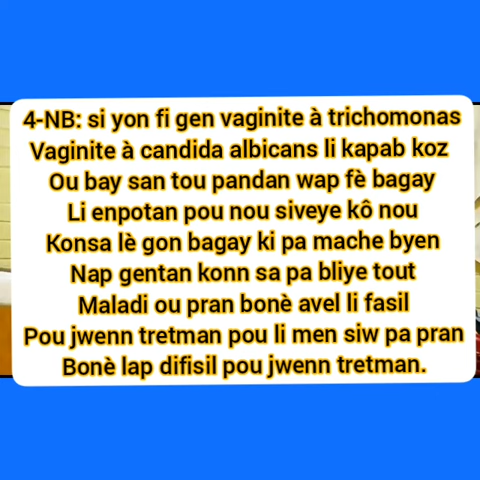 4-NB: si yon fi gen vaginite à trichomonas
Vaginite à candida albicans li kapab koz
Ou bay san tou pandan wap fè bagay
Li enpotan pou nou siveye kô nou
Konsa lè gon bagay ki pa mache byen
Nap gentan konn sa pa bliye tout
Maladi ou pran bonè avel li fasil
Pou jwenn tretman pou li men siw pa pran
Bonè lap difisil pou jwenn tretman.